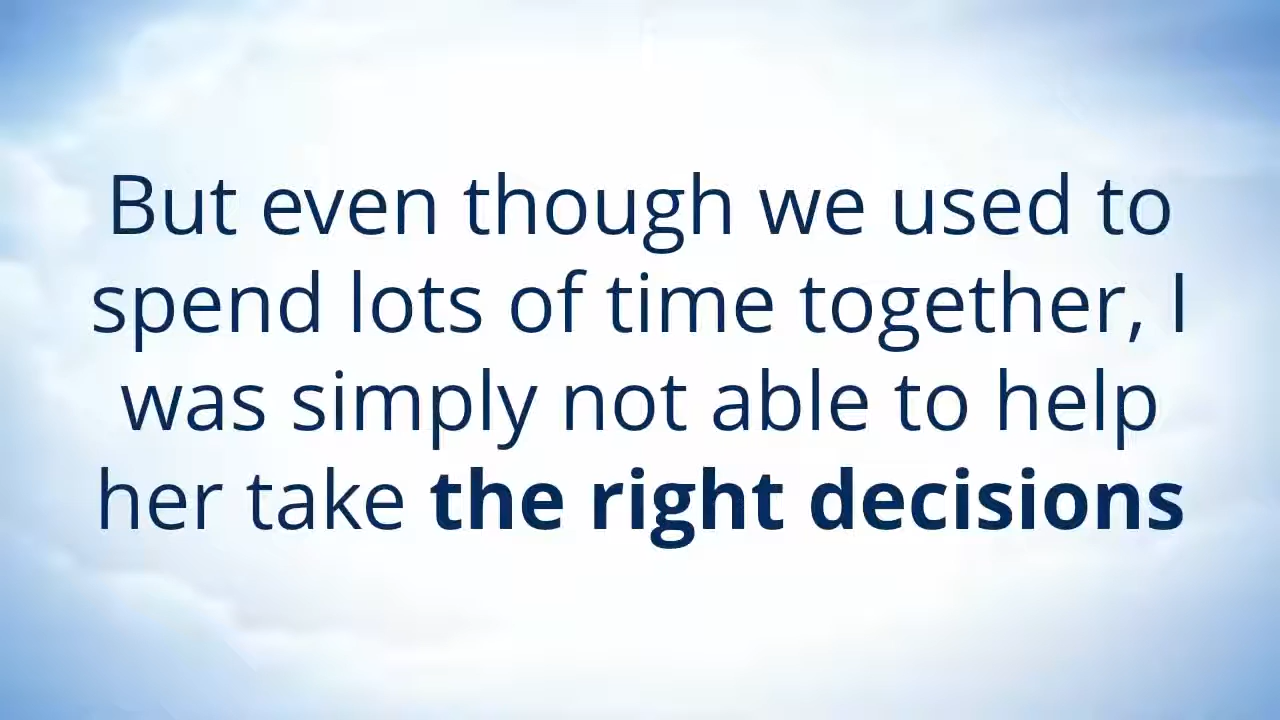 But even though we used to
spend lots of time together, I
was simply not able to help
her take the right decisions